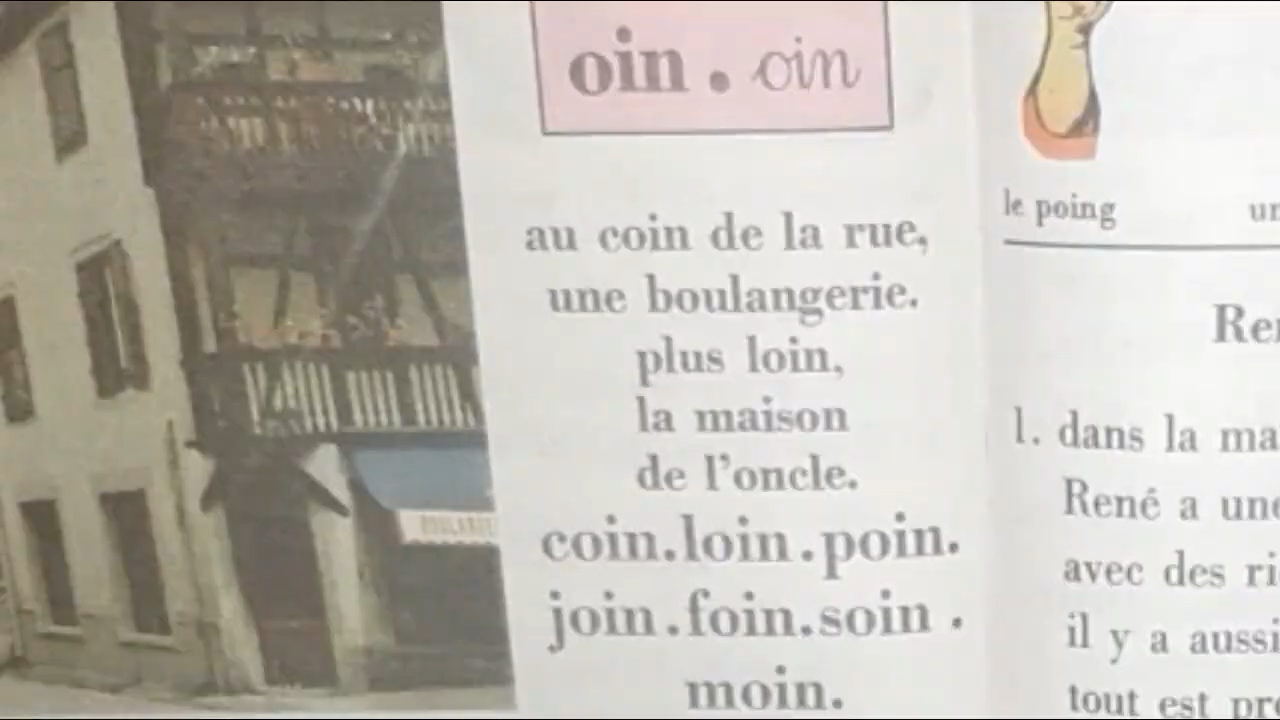 oin . oin
au coin de la rue,
une boulangerie.
plus loin,
la maison
de l'oncle.
coin.loin.poin.
join.foin.soin .
moin.
le poing
1. dans la
René a
avec des
il y a aussi
tout est